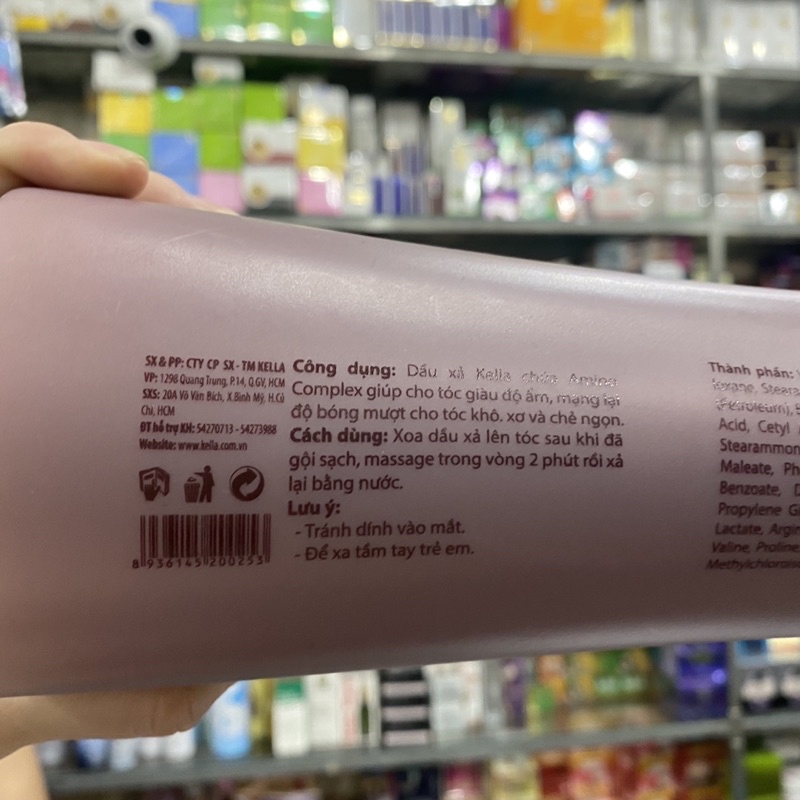 SX & PP: CTY CP SX - TM KELLA
VP: 1298 Quang Trung, P.14, Q.GV, HCM
SXS: 20A Võ Văn Bích, X.Bình Mỹ, H.Củ
Chi, HCM
ĐT hỗ trợ KH: 54270713 - 54273988
Website: www.kella.com.vn
8 936145 200253
Công dụng: Dầu xả Kella chứa Amino
Complex giúp cho tóc giàu độ ẩm, mang lại
độ bóng mượt cho tóc khô. xơ và chẻ ngọn.
Cách dùng: Xoa dầu xả lên tóc sau khi đã
gội sạch, massage trong vòng 2 phút rồi xả
lại bằng nước.
Lưu ý:
- Tránh dính vào mắt.
- Để xa tầm tay trẻ em.
Thành phần:
(Petroleum),
Acid, Cetyl
Stearammon
Maleate, Ph
Benzoate, D
Propylene G
Lactate, Argin
Valine, Proline
Methylchlorois